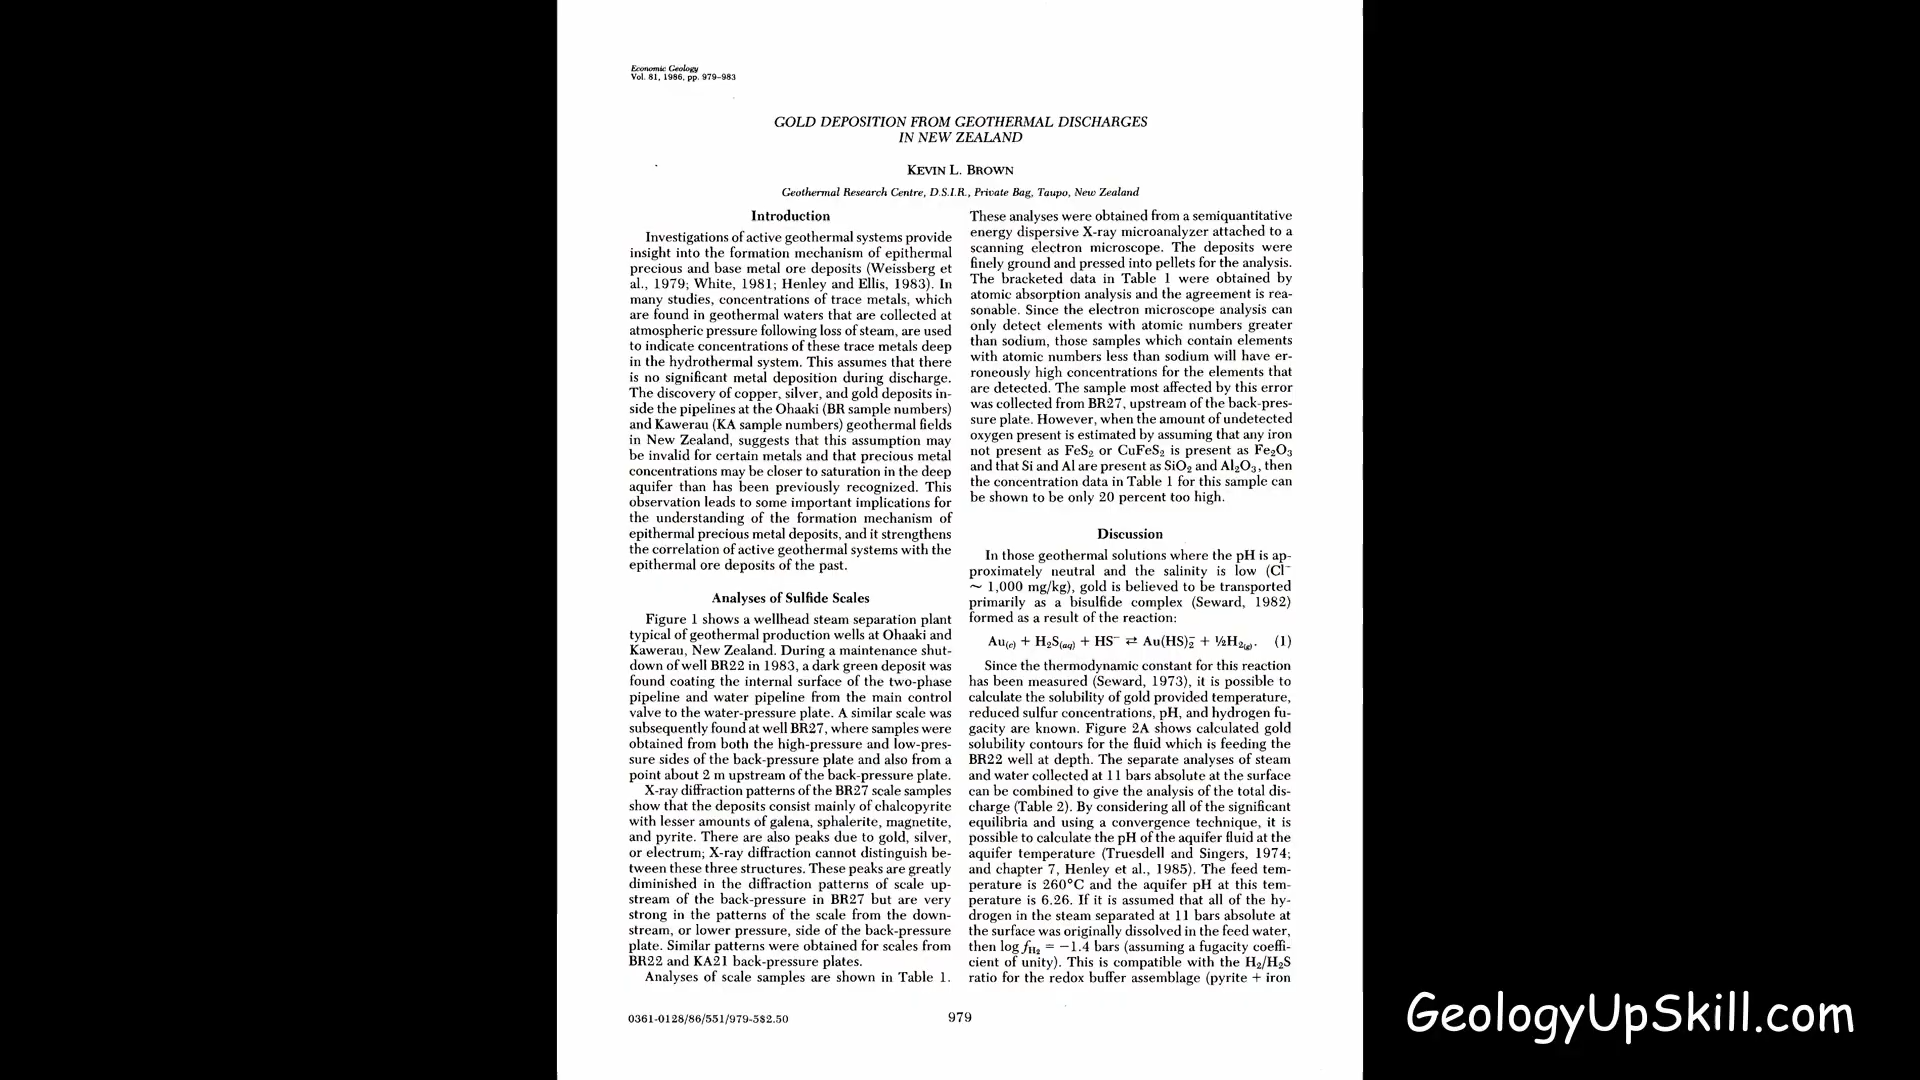 Economic Geology
Vol. 81, 1986, pp. 979–983
GOLD DEPOSITION FROM GEOTHERMAL DISCHARGES
IN NEW ZEALAND
KEVIN L. BROWN
Geothermal Research Centre, D.S.I.R., Private Bag, Taupo, New Zealand
Introduction
Investigations of active geothermal systems provide
insight into the formation mechanism of epithermal
precious and base metal ore deposits (Weissberg et
al., 1979; White, 1981; Henley and Ellis, 1983). In
many studies, concentrations of trace metals, which
are found in geothermal waters that are collected at
atmospheric pressure following loss of steam, are used
to indicate concentrations of these trace metals deep
in the hydrothermal system. This assumes that there
is no significant metal deposition during discharge.
The discovery of copper, silver, and gold deposits in-
side the pipelines at the Ohaaki (BR sample numbers)
and Kawerau (KA sample numbers) geothermal fields
in New Zealand, suggests that this assumption may
be invalid for certain metals and that precious metal
concentrations may be closer to saturation in the deep
aquifer than has been previously recognized. This
observation leads to some important implications for
the understanding of the formation mechanism of
epithermal precious metal deposits, and it strengthens
the correlation of active geothermal systems with the
epithermal ore deposits of the past.
Analyses of Sulfide Scales
Figure 1 shows a wellhead steam separation plant
typical of geothermal production wells at Ohaaki and
Kawerau, New Zealand. During a maintenance shut-
down of well BR22 in 1983, a dark green deposit was
found coating the internal surface of the two-phase
pipeline and water pipeline from the main control
valve to the water-pressure plate. A similar scale was
subsequently found at well BR27, where samples were
obtained from both the high-pressure and low-pres-
sure sides of the back-pressure plate and also from a
point about 2 m upstream of the back-pressure plate.
X-ray diffraction patterns of the BR27 scale samples
show that the deposits consist mainly of chalcopyrite
with lesser amounts of galena, sphalerite, magnetite,
and pyrite. There are also peaks due to gold, silver,
or electrum; X-ray diffraction cannot distinguish be-
tween these three structures. These peaks are greatly
diminished in the diffraction patterns of scale up-
stream of the back-pressure in BR27 but are very
strong in the patterns of the scale from the down-
stream, or lower pressure, side of the back-pressure
plate. Similar patterns were obtained for scales from
BR22 and KA21 back-pressure plates.
Analyses of scale samples are shown in Table 1.
These analyses were obtained from a semiquantitative
energy dispersive X-ray microanalyzer attached to a
scanning electron microscope. The deposits were
finely ground and pressed into pellets for the analysis.
The bracketed data in Table 1 were obtained by
atomic absorption analysis and the agreement is rea-
sonable. Since the electron microscope analysis can
only detect elements with atomic numbers greater
than sodium, those samples which contain elements
with atomic numbers less than sodium will have er-
roneously high concentrations for the elements that
are detected. The sample most affected by this error
was collected from BR27, upstream of the back-pres-
sure plate. However, when the amount of undetected
oxygen present is estimated by assuming that any iron
not present as FeS₂ or CuFeS₂ is present as Fe₂O₃
and that Si and Al are present as SiO₂ and Al₂O₃, then
the concentration data in Table 1 for this sample can
be shown to be only 20 percent too high.
Discussion
In those geothermal solutions where the pH is ap-
proximately neutral and the salinity is low (Cl⁻
~ 1,000 mg/kg), gold is believed to be transported
primarily as a bisulfide complex (Seward, 1982)
formed as a result of the reaction:
Au(c) + H₂S(aq) + HS⁻ ⇄ Au(HS)₂⁻ + ½H₂(g). (1)
Since the thermodynamic constant for this reaction
has been measured (Seward, 1973), it is possible to
calculate the solubility of gold provided temperature,
reduced sulfur concentrations, pH, and hydrogen fu-
gacity are known. Figure 2A shows calculated gold
solubility contours for the fluid which is feeding the
BR22 well at depth. The separate analyses of steam
and water collected at 11 bars absolute at the surface
can be combined to give the analysis of the total dis-
charge (Table 2). By considering all of the significant
equilibria and using a convergence technique, it is
possible to calculate the pH of the aquifer fluid at the
aquifer temperature (Truesdell and Singers, 1974;
and chapter 7, Henley et al., 1985). The feed tem-
perature is 260°C and the aquifer pH at this tem-
perature is 6.26. If it is assumed that all of the hy-
drogen in the steam separated at 11 bars absolute at
the surface was originally dissolved in the feed water,
then log fH₂ = −1.4 bars (assuming a fugacity coeffi-
cient of unity). This is compatible with the H₂/H₂S
ratio for the redox buffer assemblage (pyrite + iron
0361-0128/86/551/979-5$2.50
979
GeologyUpSkill.com